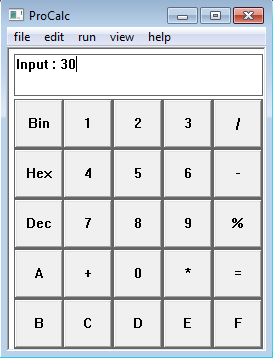 ProCalc
file edit run view help
Input : 30
Bin 1 2 3 /
Hex 4 5 6 -
Dec 7 8 9 %
A + 0 * =
B C D E F